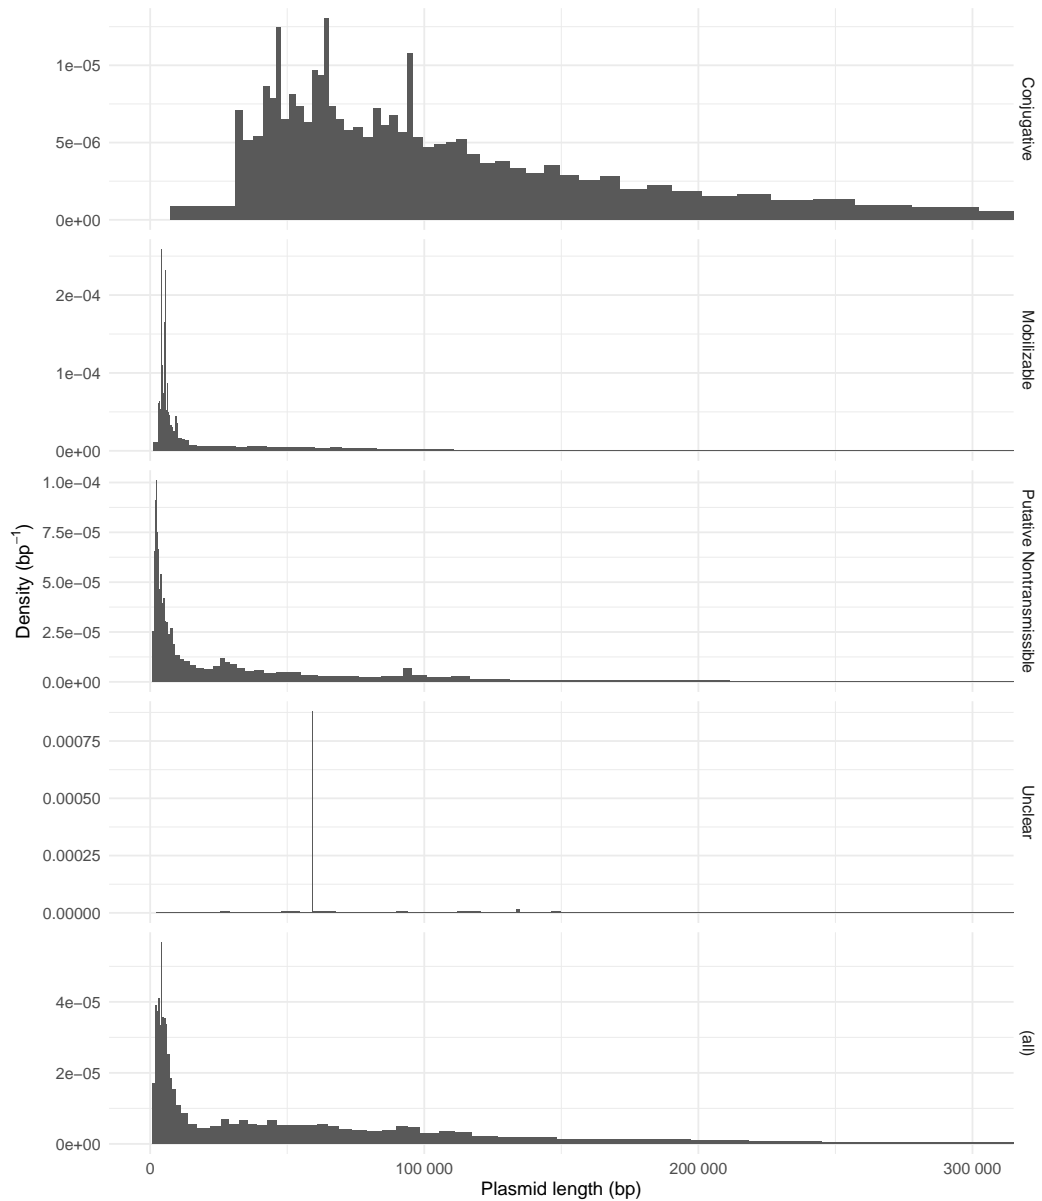 1e−05
5e−06
0e+00
Conjugative
2e−04
1e−04
0e+00
Mobilizable
1.0e−04
7.5e−05
5.0e−05
2.5e−05
0.0e+00
Putative Nontransmissible
Density (bp−1)
0.00075
0.00050
0.00025
0.00000
Unclear
4e−05
2e−05
0e+00
(all)
0
100 000
200 000
300 000
Plasmid length (bp)